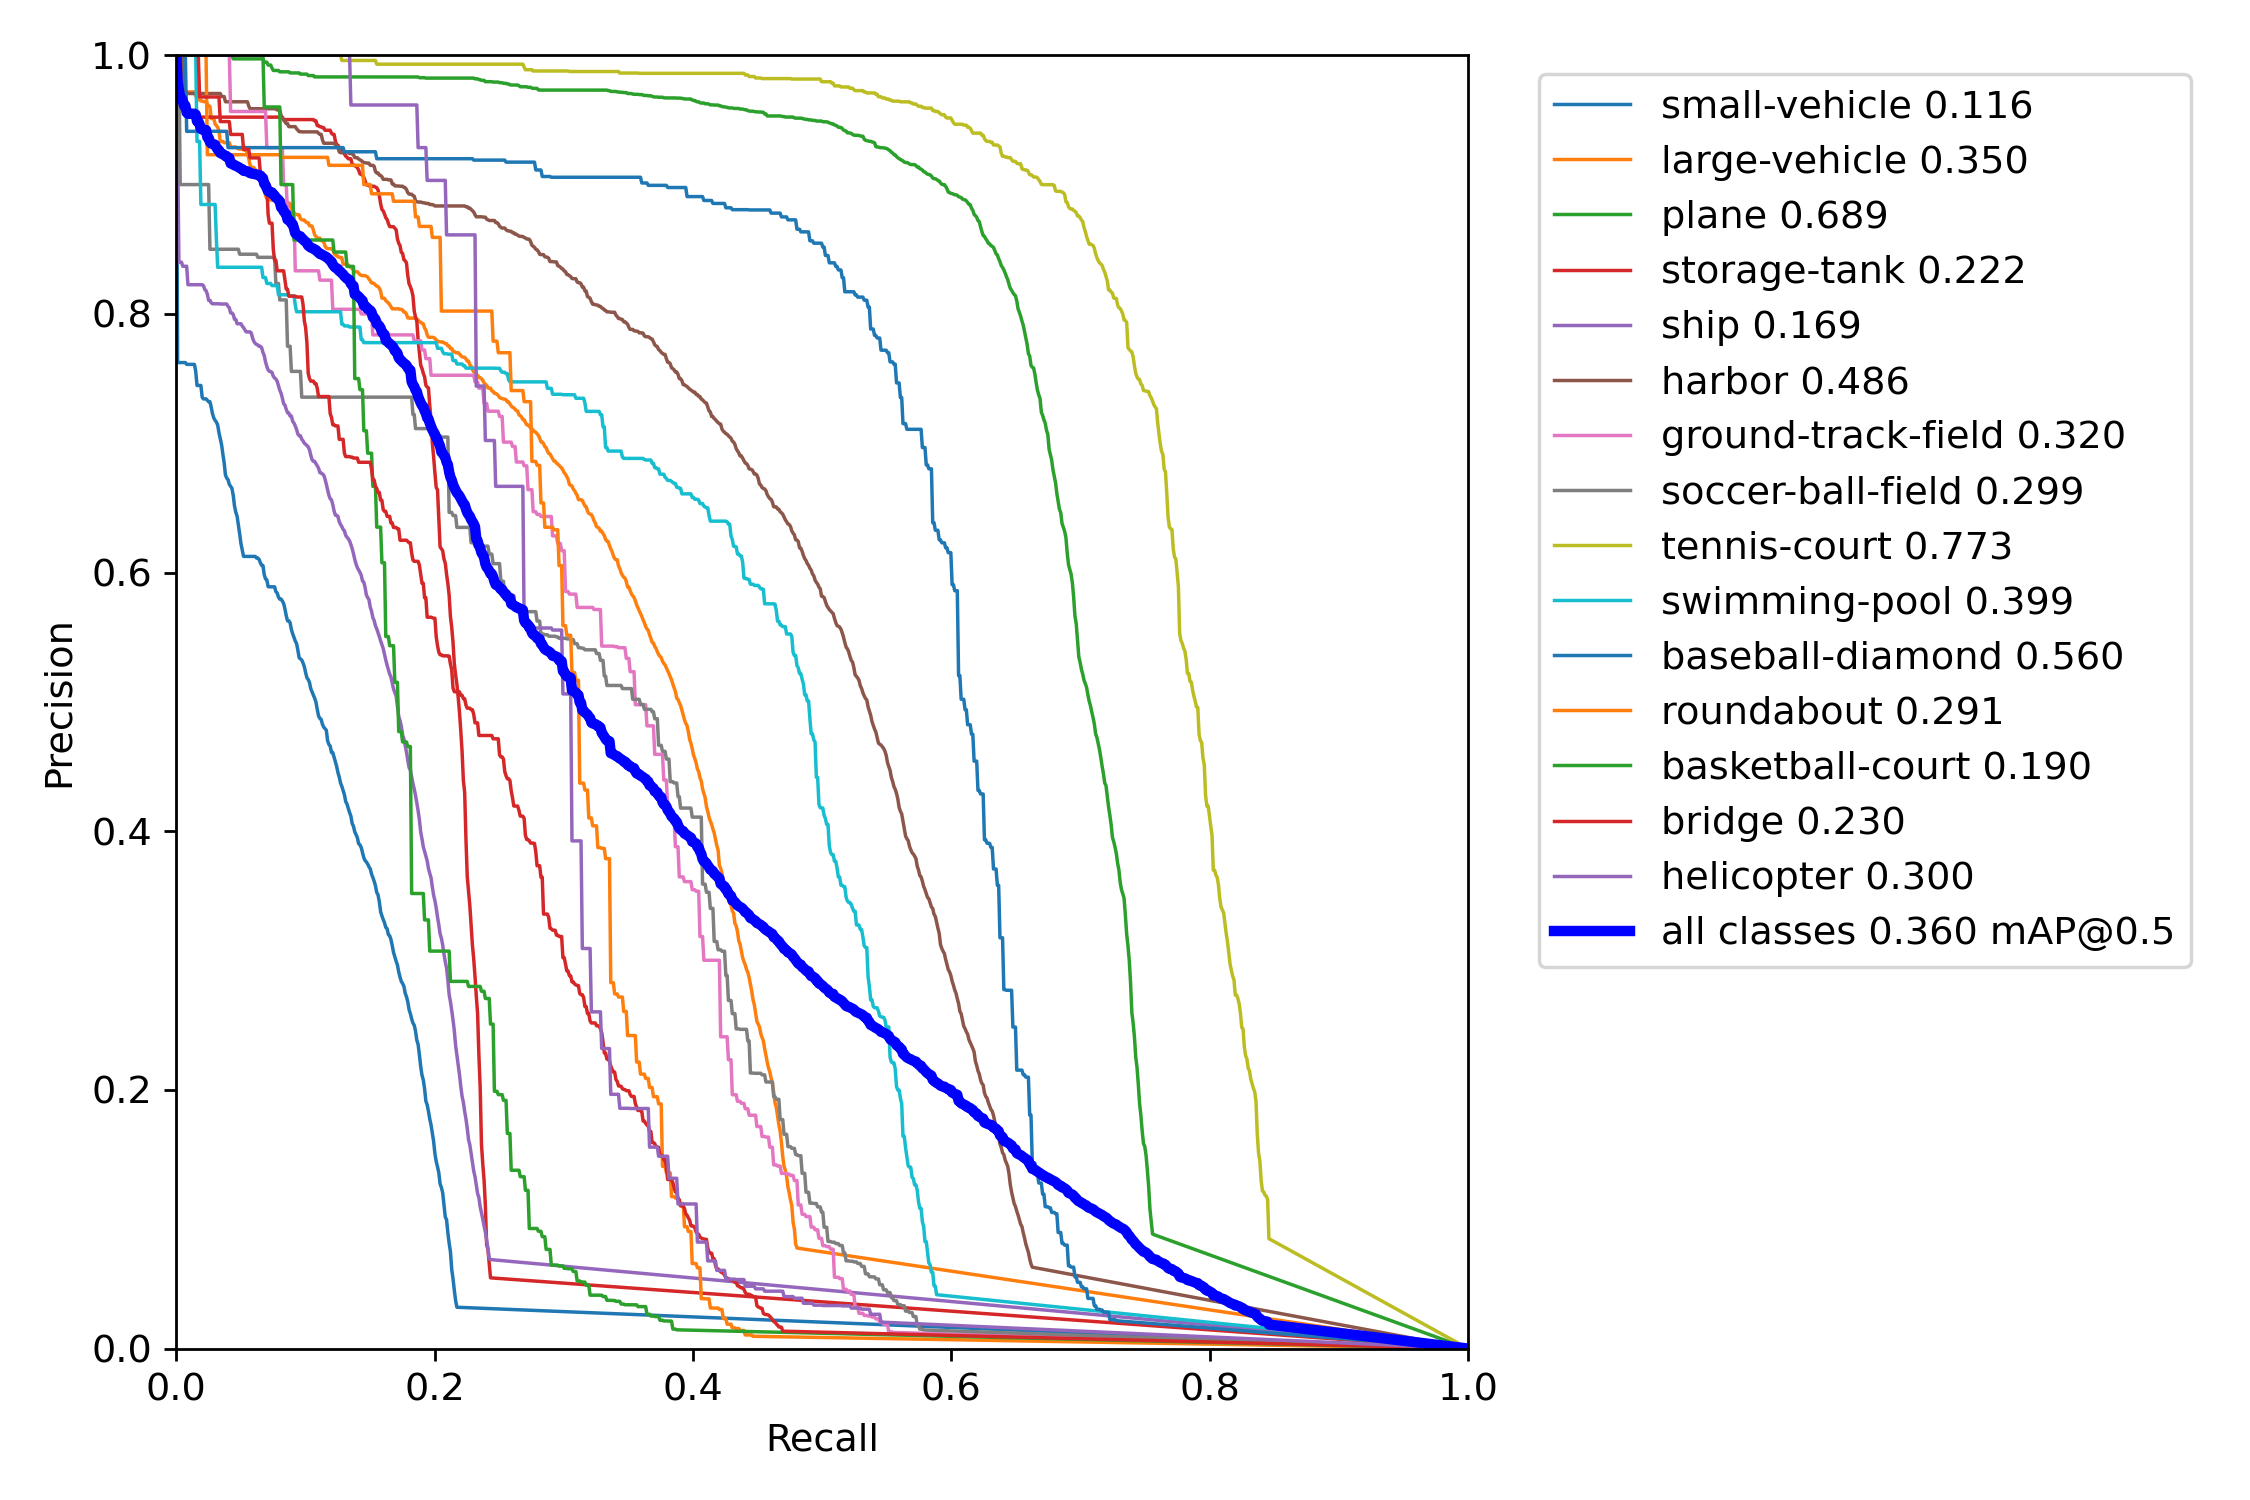 1.0
0.8
0.6
0.4
0.2
0.0
Precision
0.0 0.2 0.4 0.6 0.8 1.0
Recall
small-vehicle 0.116
large-vehicle 0.350
plane 0.689
storage-tank 0.222
ship 0.169
harbor 0.486
ground-track-field 0.320
soccer-ball-field 0.299
tennis-court 0.773
swimming-pool 0.399
baseball-diamond 0.560
roundabout 0.291
basketball-court 0.190
bridge 0.230
helicopter 0.300
all classes 0.360 mAP@0.5